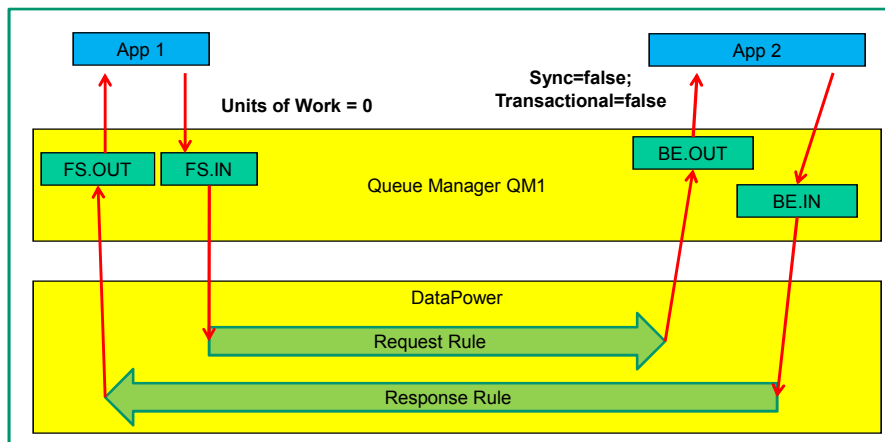 App 1
App 2
Sync=false;
Transactional=false
Units of Work = 0
FS.OUT
FS.IN
BE.OUT
Queue Manager QM1
BE.IN
DataPower
Request Rule
Response Rule